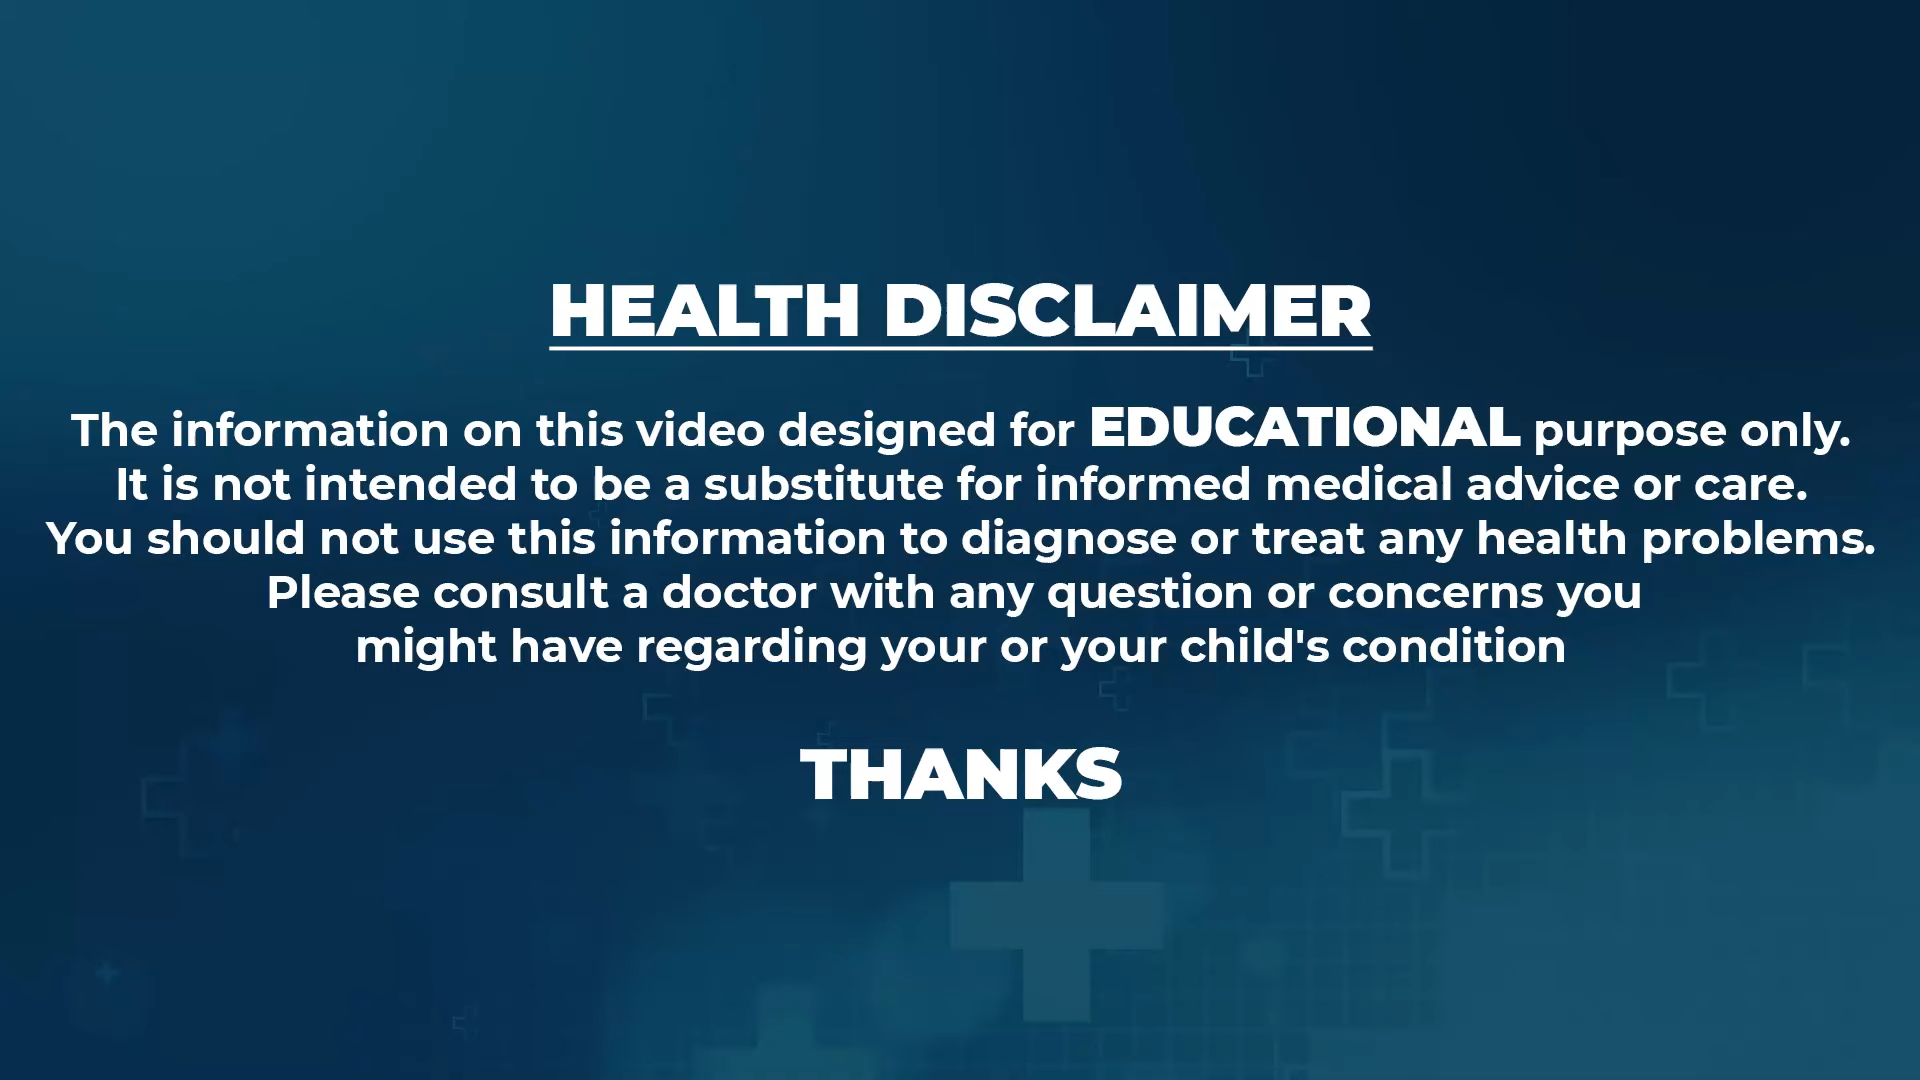 HEALTH DISCLAIMER
The information on this video designed for EDUCATIONAL purpose only.
It is not intended to be a substitute for informed medical advice or care.
You should not use this information to diagnose or treat any health problems.
Please consult a doctor with any question or concerns you
might have regarding your or your child's condition
THANKS